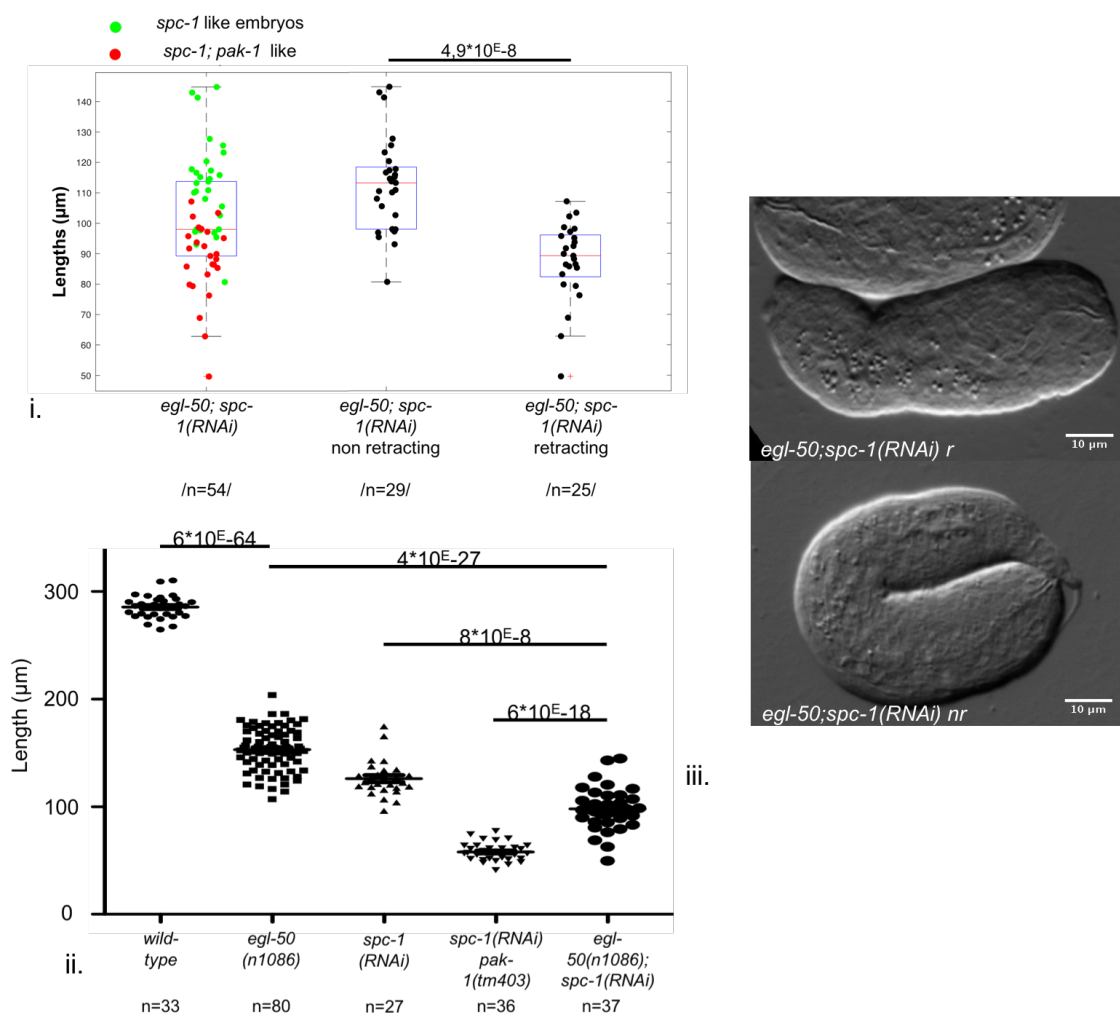 spc-1 like embryos
spc-1; pak-1 like
4,9*10E-8
Lengths (µm)
140
130
120
110
100
90
80
70
60
50
i.
egl-50; spc-
1(RNAi)
egl-50; spc-
1(RNAi)
non retracting
egl-50; spc-
1(RNAi)
retracting
/n=54/
/n=29/
/n=25/
6*10E-64
4*10E-27
8*10E-8
6*10E-18
Length (µm)
300
200
100
0
ii.
wild-
type
egl-50
(n1086)
spc-1
(RNAi)
spc-1(RNAi)
pak-
1(tm403)
egl-
50(n1086);
spc-1(RNAi)
n=33
n=80
n=27
n=36
n=37
10 µm
egl-50;spc-1(RNAi) r
10 µm
egl-50;spc-1(RNAi) nr
iii.